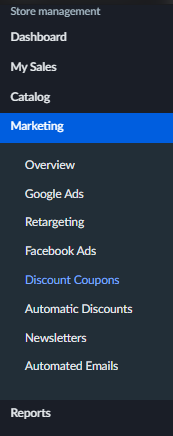 Store management
Dashboard
My Sales
Catalog
Marketing
Overview
Google Ads
Retargeting
Facebook Ads
Discount Coupons
Automatic Discounts
Newsletters
Automated Emails
Reports